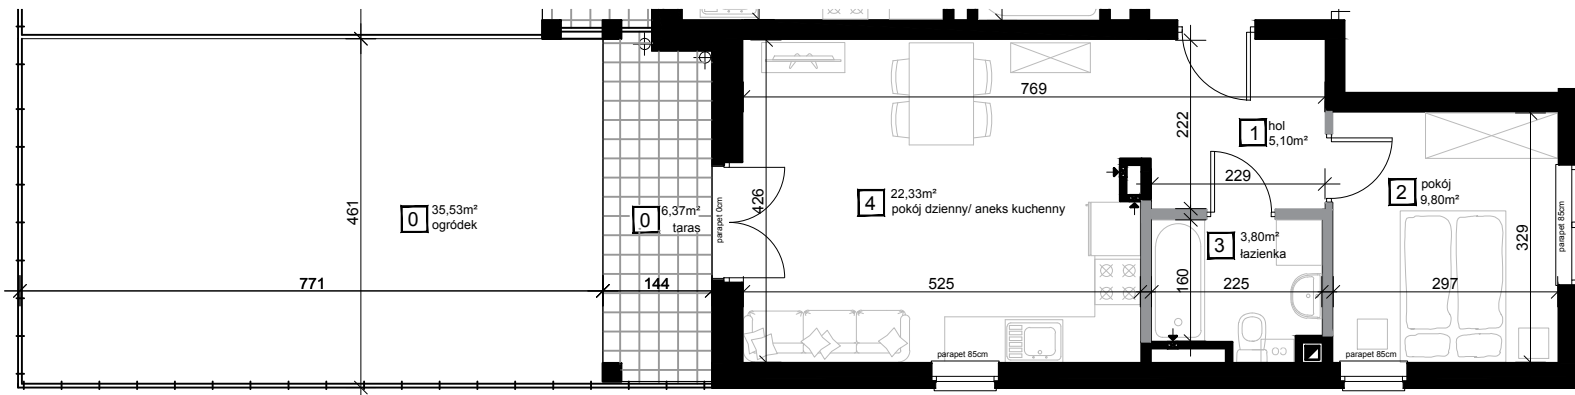 769
222
1 hol
5,10m²
229
426
461
0 35,53m²
ogródek
0 6,37m²
taras
parapet 0cm
4 22,33m²
pokój dzienny/ aneks kuchenny
2 pokój
9,80m²
3 3,80m²
łazienka
329
parapet 85cm
160
771
144
525
225
297
parapet 85cm
parapet 85cm